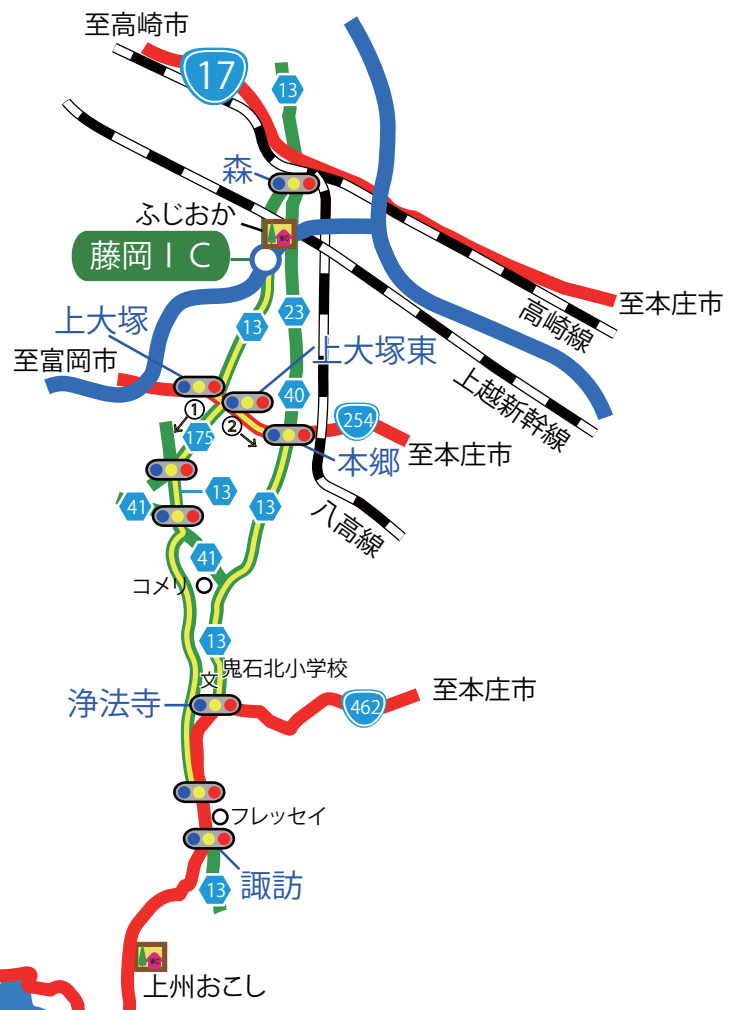 至高崎市
17
13
森
ふじおか
藤岡ＩＣ
至本庄市
高崎線
上大塚
13
23
上大塚東
至富岡市
上越新幹線
40
①
254
175
②
本郷
至本庄市
13
41
13
八高線
41
コメリ
13
鬼石北小学校
文
至本庄市
浄法寺
462
フレッセイ
諏訪
13
WC
上州おこし